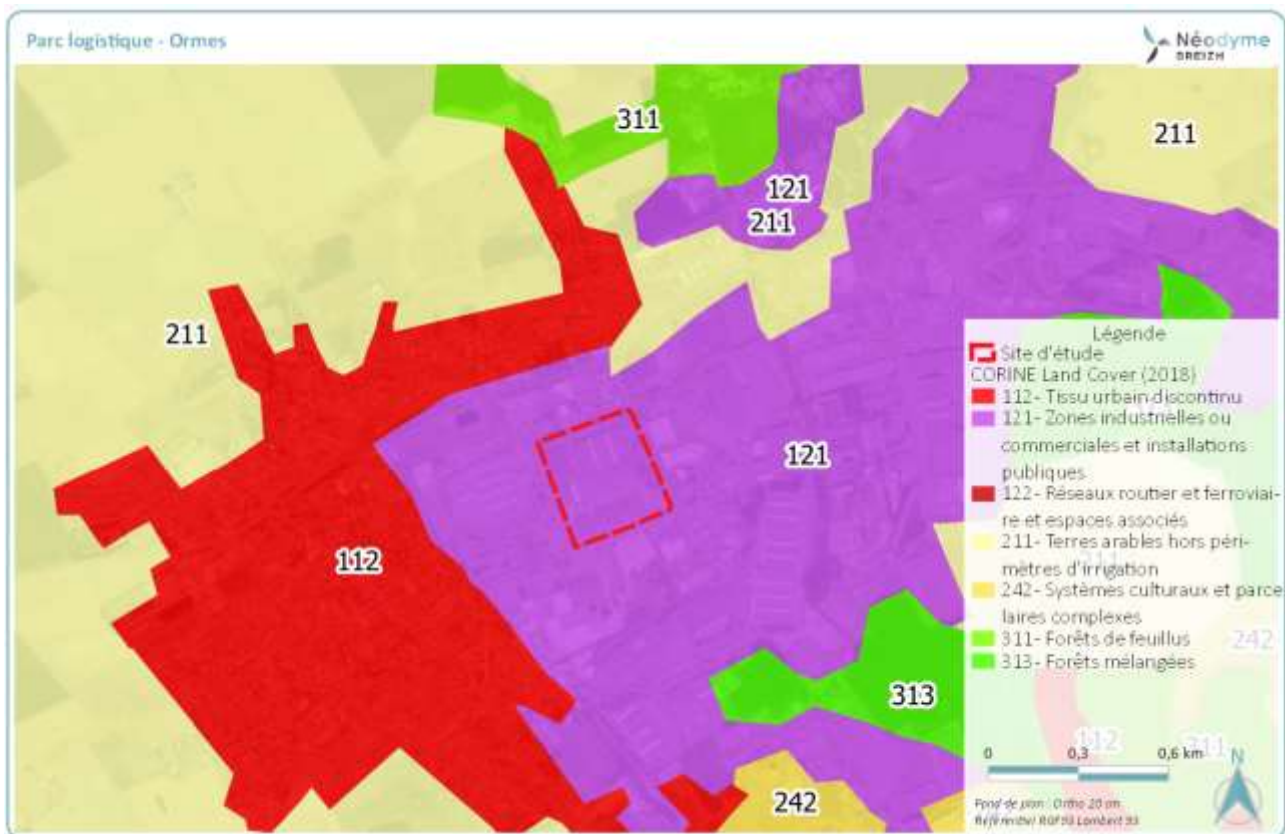 Parc logistique - Ormes
Néodyme
BREIZH
311
211
121
211
211
Légende
Site d'étude
CORINE Land Cover (2018)
112- Tissu urbain discontinu
121- Zones industrielles ou
commerciales et installations
publiques
122- Réseaux routier et ferroviai-
re et espaces associés
211- Terres arables hors péri-
mètres d'irrigation
242- Systèmes culturaux et parce
laires complexes
311- Forêts de feuillus
313- Forêts mélangées
121
112
211
242
313
112
211
242
0
0,3
0,6 km
N
Fond de plan : Ortho 20 cm
Référentiel RGF93 Lambert 93